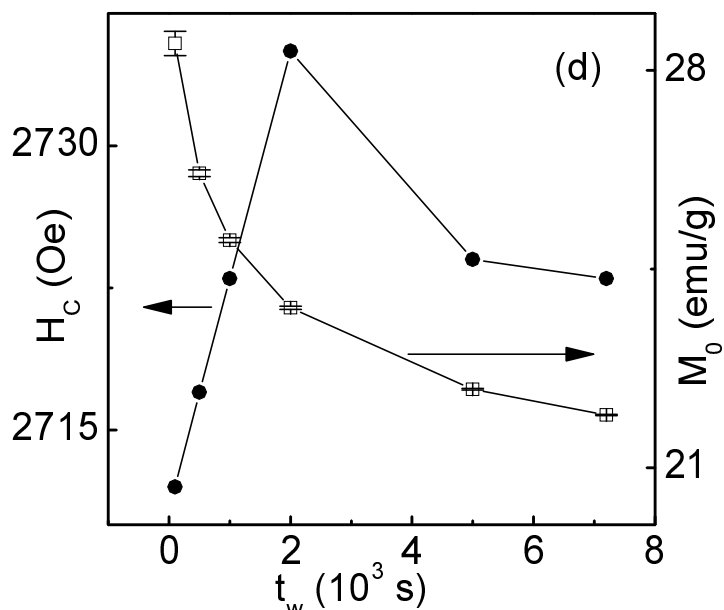 (d)
28
2730
H_C (Oe)
M_0 (emu/g)
2715
21
0 2 4 6 8
t_w (10^3 s)